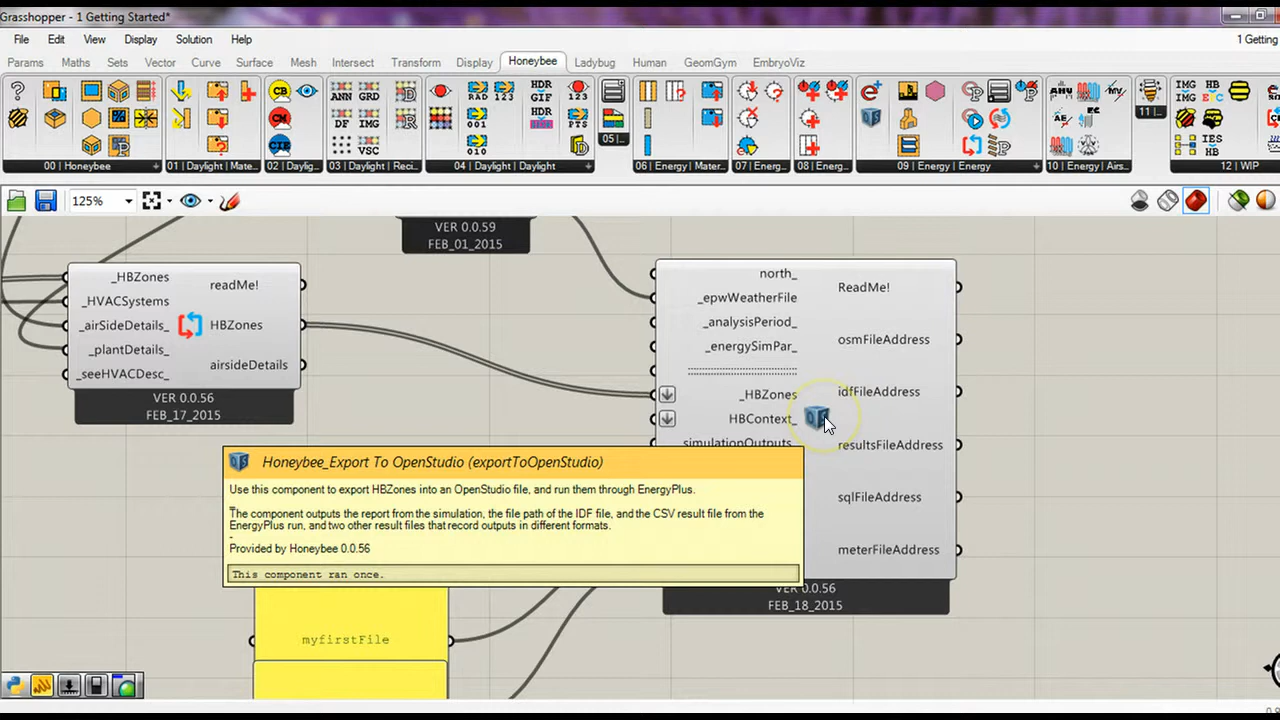 Grasshopper - 1 Getting Started*
File Edit View Display Solution Help
1 Getting
Params Maths Sets Vector Curve Surface Mesh Intersect Transform Display Honeybee Ladybug Human GeomGym EmbryoViz
00 | Honeybee
01 | Daylight | Mate...
02 | Daylig...
03 | Daylight | Reci...
04 | Daylight | Daylight
05 | ...
06 | Energy | Mater...
07 | Energ...
08 | Energ...
09 | Energy | Energy
10 | Energy | Airs...
11 | ...
12 | WIP
125%
VER 0.0.59
FEB_01_2015
_HBZones
_HVACSystems
_airSideDetails_
_plantDetails_
_seeHVACDesc_
readMe!
HBZones
airsideDetails
VER 0.0.56
FEB_17_2015
north_
_epwWeatherFile
_analysisPeriod_
_energySimPar_
_HBZones
HBContext_
simulationOutputs_
ReadMe!
osmFileAddress
idfFileAddress
resultsFileAddress
sqlFileAddress
meterFileAddress
VER 0.0.56
FEB_18_2015
Honeybee_Export To OpenStudio (exportToOpenStudio)
Use this component to export HBZones into an OpenStudio file, and run them through EnergyPlus.
The component outputs the report from the simulation, the file path of the IDF file, and the CSV result file from the
EnergyPlus run, and two other result files that record outputs in different formats.
-
Provided by Honeybee 0.0.56
This component ran once.
myfirstFile